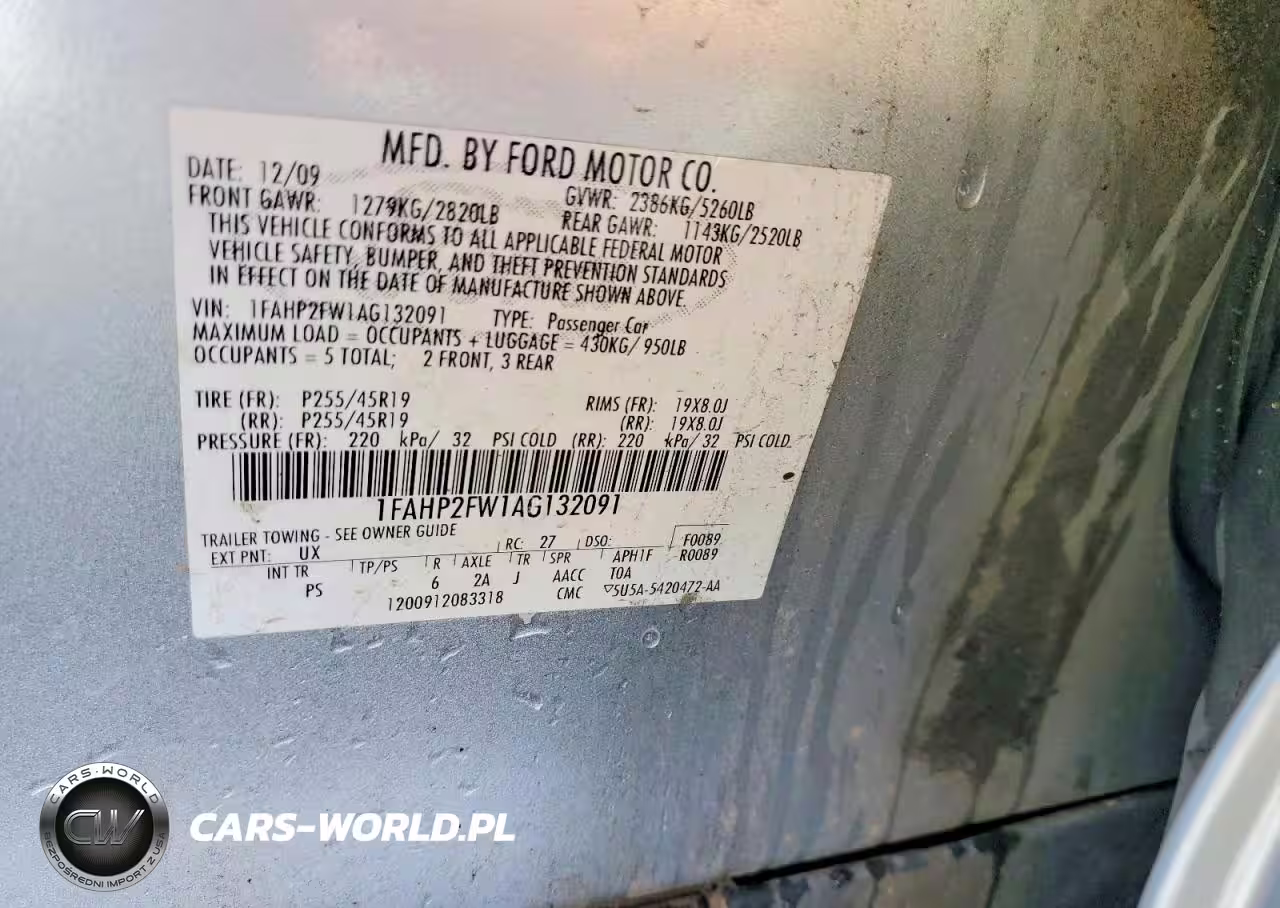 MFD. BY FORD MOTOR CO.
DATE: 12/09 GVWR: 2386KG/5260LB
FRONT GAWR: 1279KG/2820LB REAR GAWR: 1143KG/2520LB
THIS VEHICLE CONFORMS TO ALL APPLICABLE FEDERAL MOTOR
VEHICLE SAFETY, BUMPER, AND THEFT PREVENTION STANDARDS
IN EFFECT ON THE DATE OF MANUFACTURE SHOWN ABOVE.
VIN: 1FAHP2FW1AG132091 TYPE: Passenger Car
MAXIMUM LOAD = OCCUPANTS + LUGGAGE = 430KG/ 950LB
OCCUPANTS = 5 TOTAL; 2 FRONT, 3 REAR
TIRE (FR): P255/45R19 RIMS (FR): 19X8.0J
(RR): P255/45R19 (RR): 19X8.0J
PRESSURE (FR): 220 kPa/ 32 PSI COLD (RR): 220 kPa/ 32 PSI COLD
1FAHP2FW1AG132091
TRAILER TOWING - SEE OWNER GUIDE
EXT PNT: UX RC: 27 DSO: F0089
INT TR TP/PS R AXLE TR SPR APH1F R0089
PS 6 2A J AACC TOA
1200912083318 CMC ▽5U5A-5420472-AA
CARS-WORLD
CW
BEZPOŚREDNI IMPORT Z USA
CARS-WORLD.PL